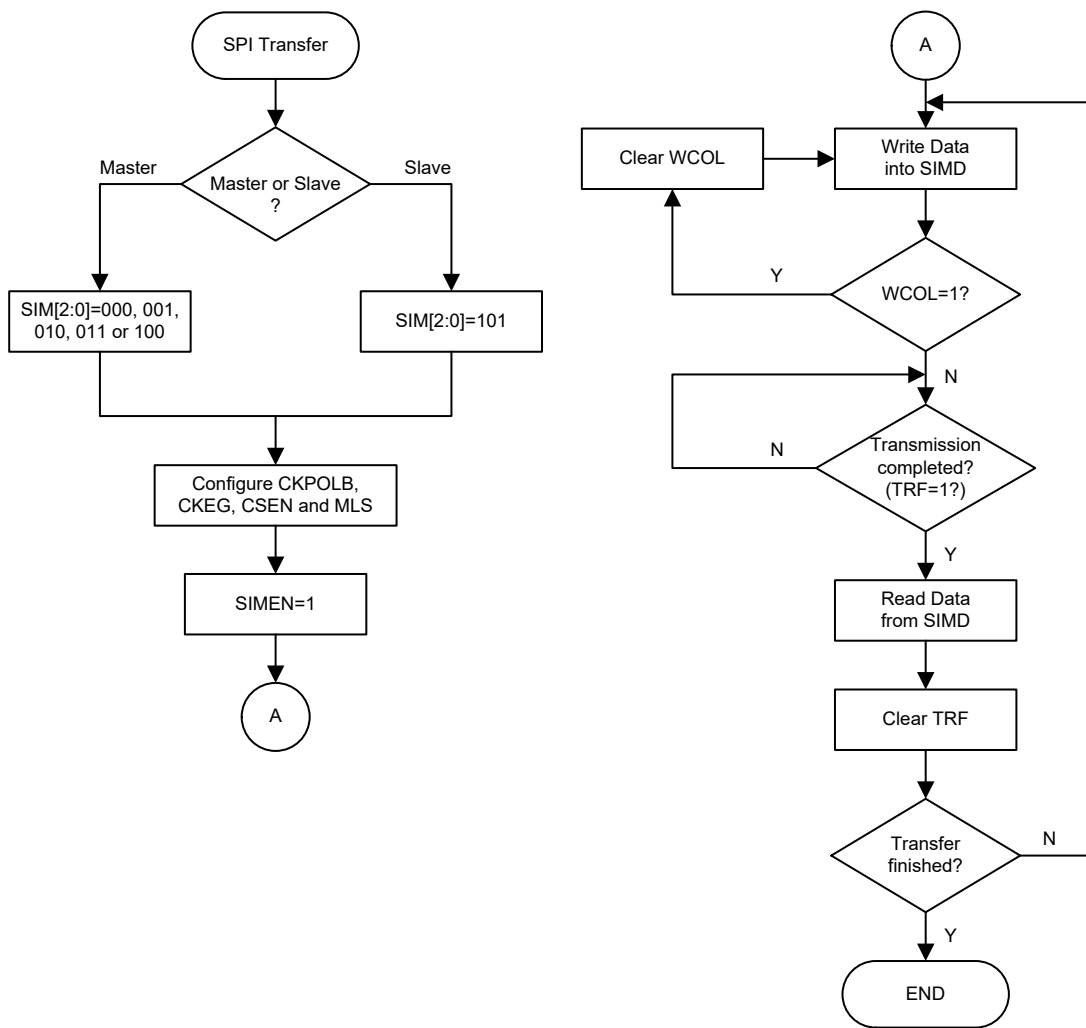 SPI Transfer
Master or Slave
?
Master
Slave
SIM[2:0]=000, 001,
010, 011 or 100
SIM[2:0]=101
Configure CKPOLB,
CKEG, CSEN and MLS
SIMEN=1
A
A
Write Data
into SIMD
Clear WCOL
WCOL=1?
Y
N
Transmission
completed?
(TRF=1?)
N
Y
Read Data
from SIMD
Clear TRF
Transfer
finished?
N
Y
END